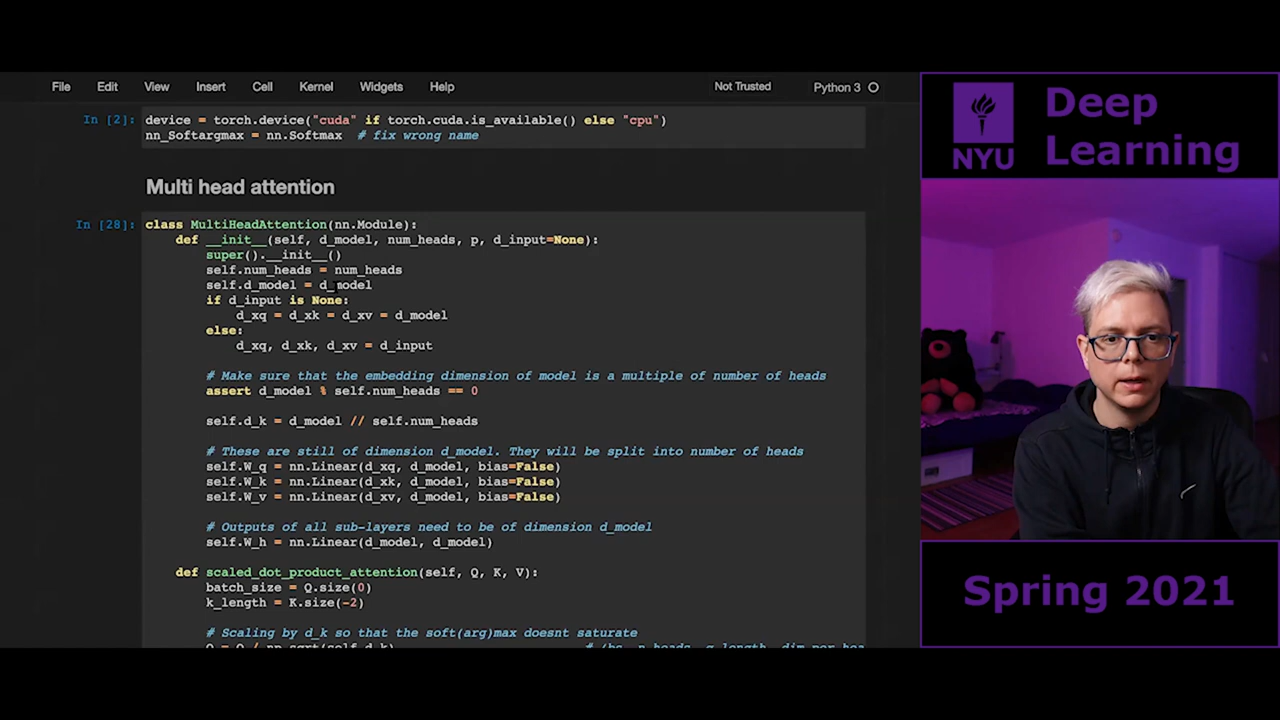 File Edit View Insert Cell Kernel Widgets Help Not Trusted Python 3
In [2]: device = torch.device("cuda" if torch.cuda.is_available() else "cpu")
nn_Softargmax = nn.Softmax  # fix wrong name
Multi head attention
In [28]: class MultiHeadAttention(nn.Module):
    def __init__(self, d_model, num_heads, p, d_input=None):
        super().__init__()
        self.num_heads = num_heads
        self.d_model = d_model
        if d_input is None:
            d_xq = d_xk = d_xv = d_model
        else:
            d_xq, d_xk, d_xv = d_input
        # Make sure that the embedding dimension of model is a multiple of number of heads
        assert d_model % self.num_heads == 0
        self.d_k = d_model // self.num_heads
        # These are still of dimension d_model. They will be split into number of heads
        self.W_q = nn.Linear(d_xq, d_model, bias=False)
        self.W_k = nn.Linear(d_xk, d_model, bias=False)
        self.W_v = nn.Linear(d_xv, d_model, bias=False)
        # Outputs of all sub-layers need to be of dimension d_model
        self.W_h = nn.Linear(d_model, d_model)
    def scaled_dot_product_attention(self, Q, K, V):
        batch_size = Q.size(0)
        k_length = K.size(-2)
        # Scaling by d_k so that the soft(arg)max doesnt saturate
        Q = Q / np.sqrt(self.d_k)
NYU
Deep
Learning
Spring 2021